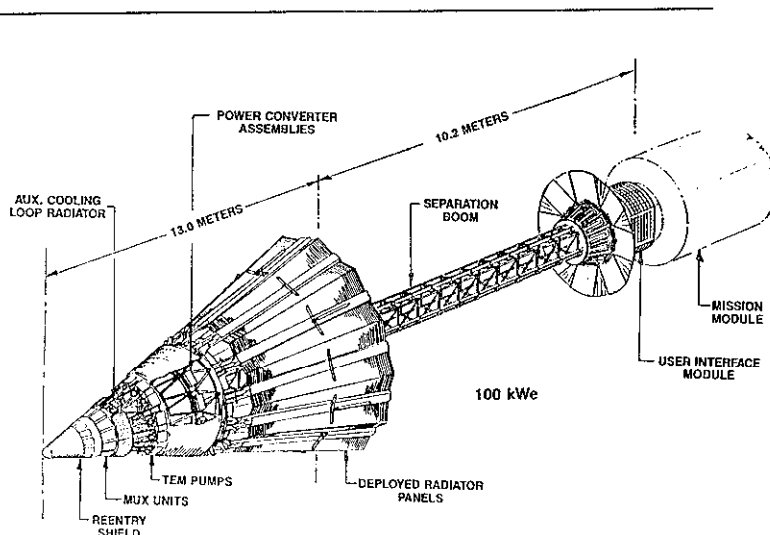 POWER CONVERTER
ASSEMBLIES
10.2 METERS
AUX. COOLING
LOOP RADIATOR
13.0 METERS
SEPARATION
BOOM
MISSION
MODULE
USER INTERFACE
MODULE
100 kWe
TEM PUMPS
DEPLOYED RADIATOR
PANELS
MUX UNITS
REENTRY
SHIELD